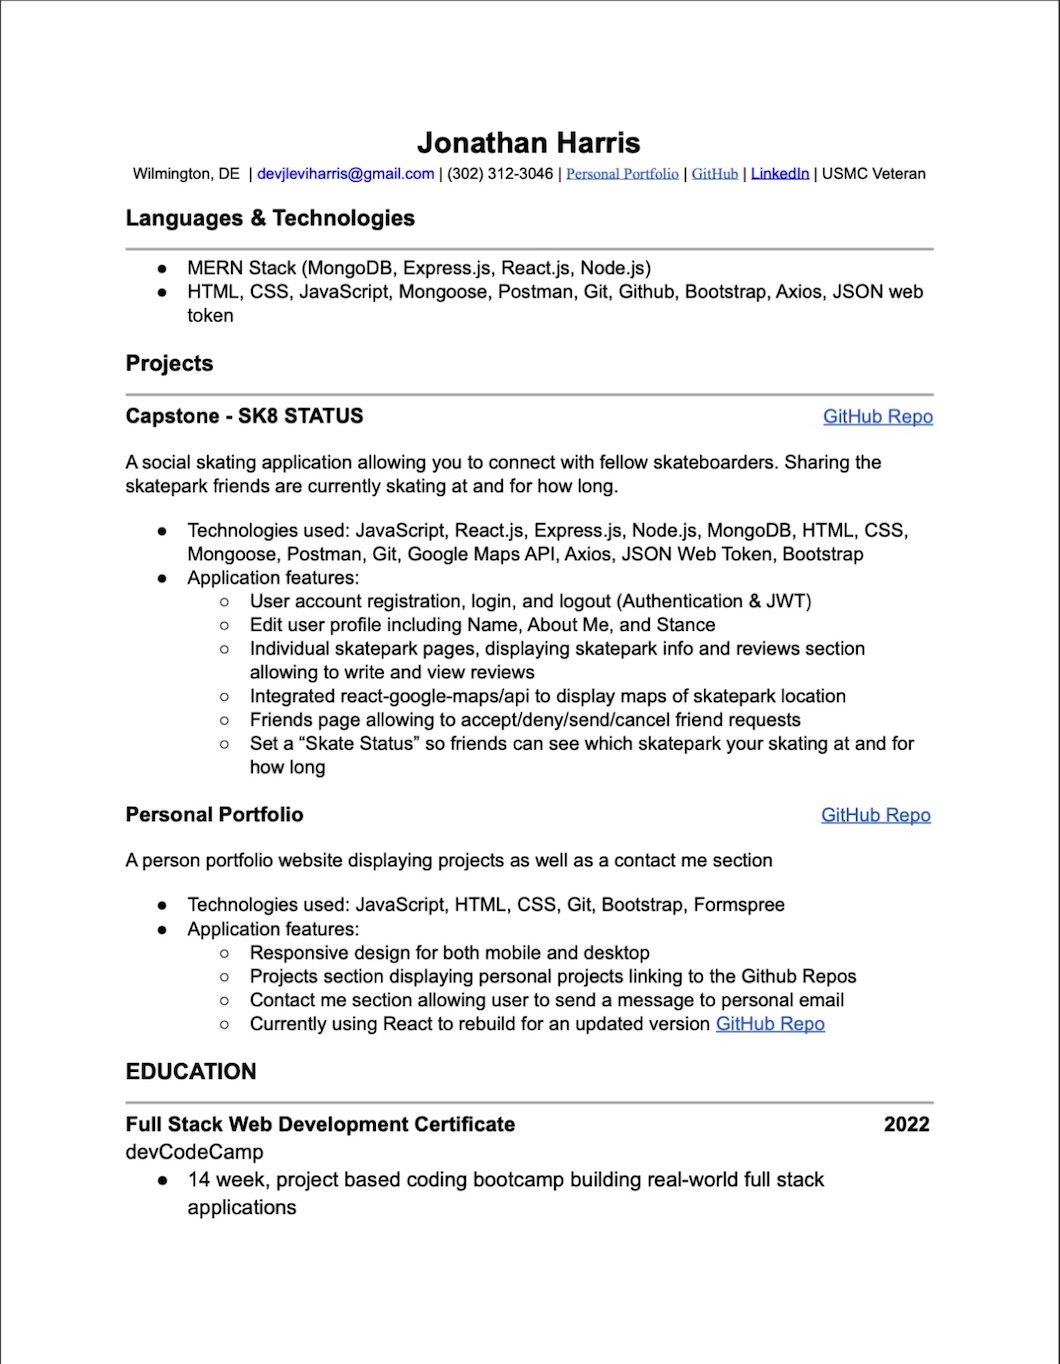 Jonathan Harris
Wilmington, DE | devjleviharris@gmail.com | (302) 312-3046 | Personal Portfolio | GitHub | LinkedIn | USMC Veteran
Languages & Technologies
● MERN Stack (MongoDB, Express.js, React.js, Node.js)
● HTML, CSS, JavaScript, Mongoose, Postman, Git, Github, Bootstrap, Axios, JSON web
token
Projects
Capstone - SK8 STATUS GitHub Repo
A social skating application allowing you to connect with fellow skateboarders. Sharing the
skatepark friends are currently skating at and for how long.
● Technologies used: JavaScript, React.js, Express.js, Node.js, MongoDB, HTML, CSS,
Mongoose, Postman, Git, Google Maps API, Axios, JSON Web Token, Bootstrap
● Application features:
○ User account registration, login, and logout (Authentication & JWT)
○ Edit user profile including Name, About Me, and Stance
○ Individual skatepark pages, displaying skatepark info and reviews section
allowing to write and view reviews
○ Integrated react-google-maps/api to display maps of skatepark location
○ Friends page allowing to accept/deny/send/cancel friend requests
○ Set a “Skate Status” so friends can see which skatepark your skating at and for
how long
Personal Portfolio GitHub Repo
A person portfolio website displaying projects as well as a contact me section
● Technologies used: JavaScript, HTML, CSS, Git, Bootstrap, Formspree
● Application features:
○ Responsive design for both mobile and desktop
○ Projects section displaying personal projects linking to the Github Repos
○ Contact me section allowing user to send a message to personal email
○ Currently using React to rebuild for an updated version GitHub Repo
EDUCATION
Full Stack Web Development Certificate 2022
devCodeCamp
● 14 week, project based coding bootcamp building real-world full stack
applications